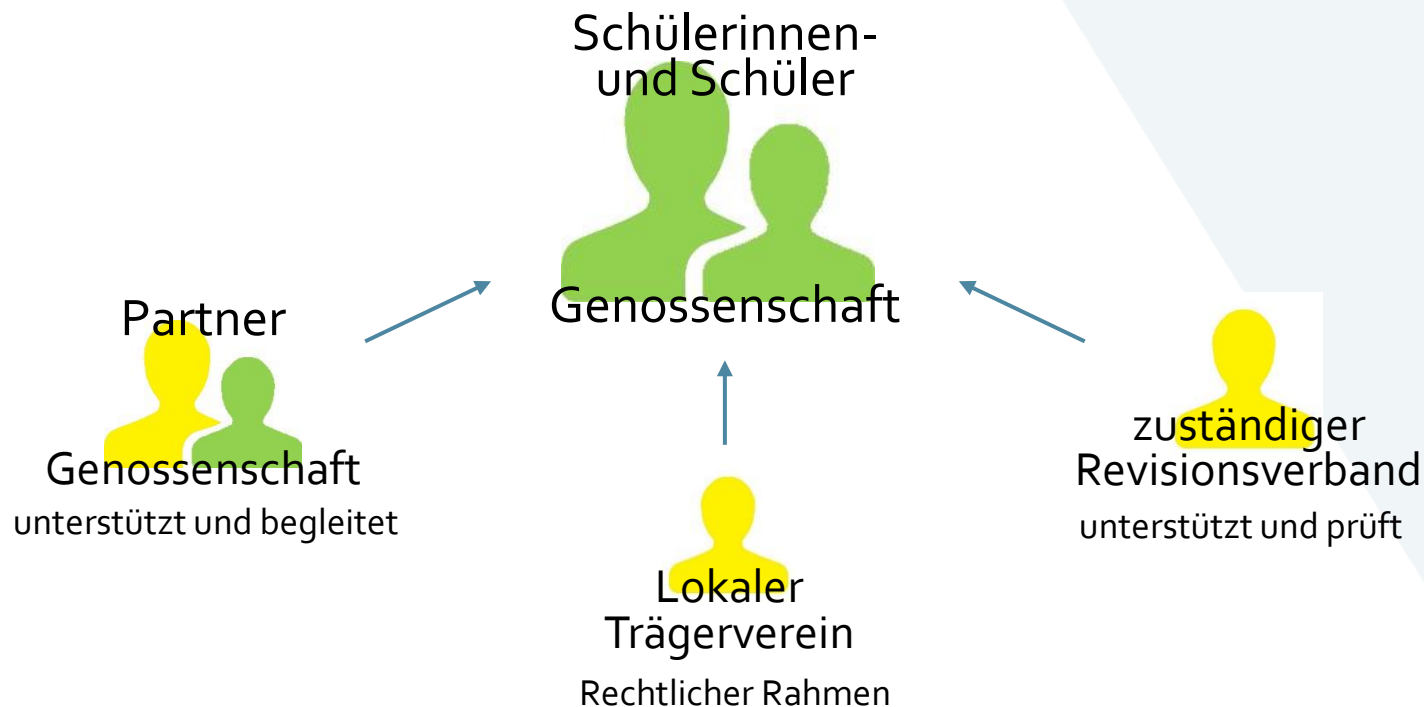 Schülerinnen-
und Schüler
Genossenschaft
Partner
Genossenschaft
unterstützt und begleitet
Lokaler
Trägerverein
Rechtlicher Rahmen
zuständiger
Revisionsverband
unterstützt und prüft